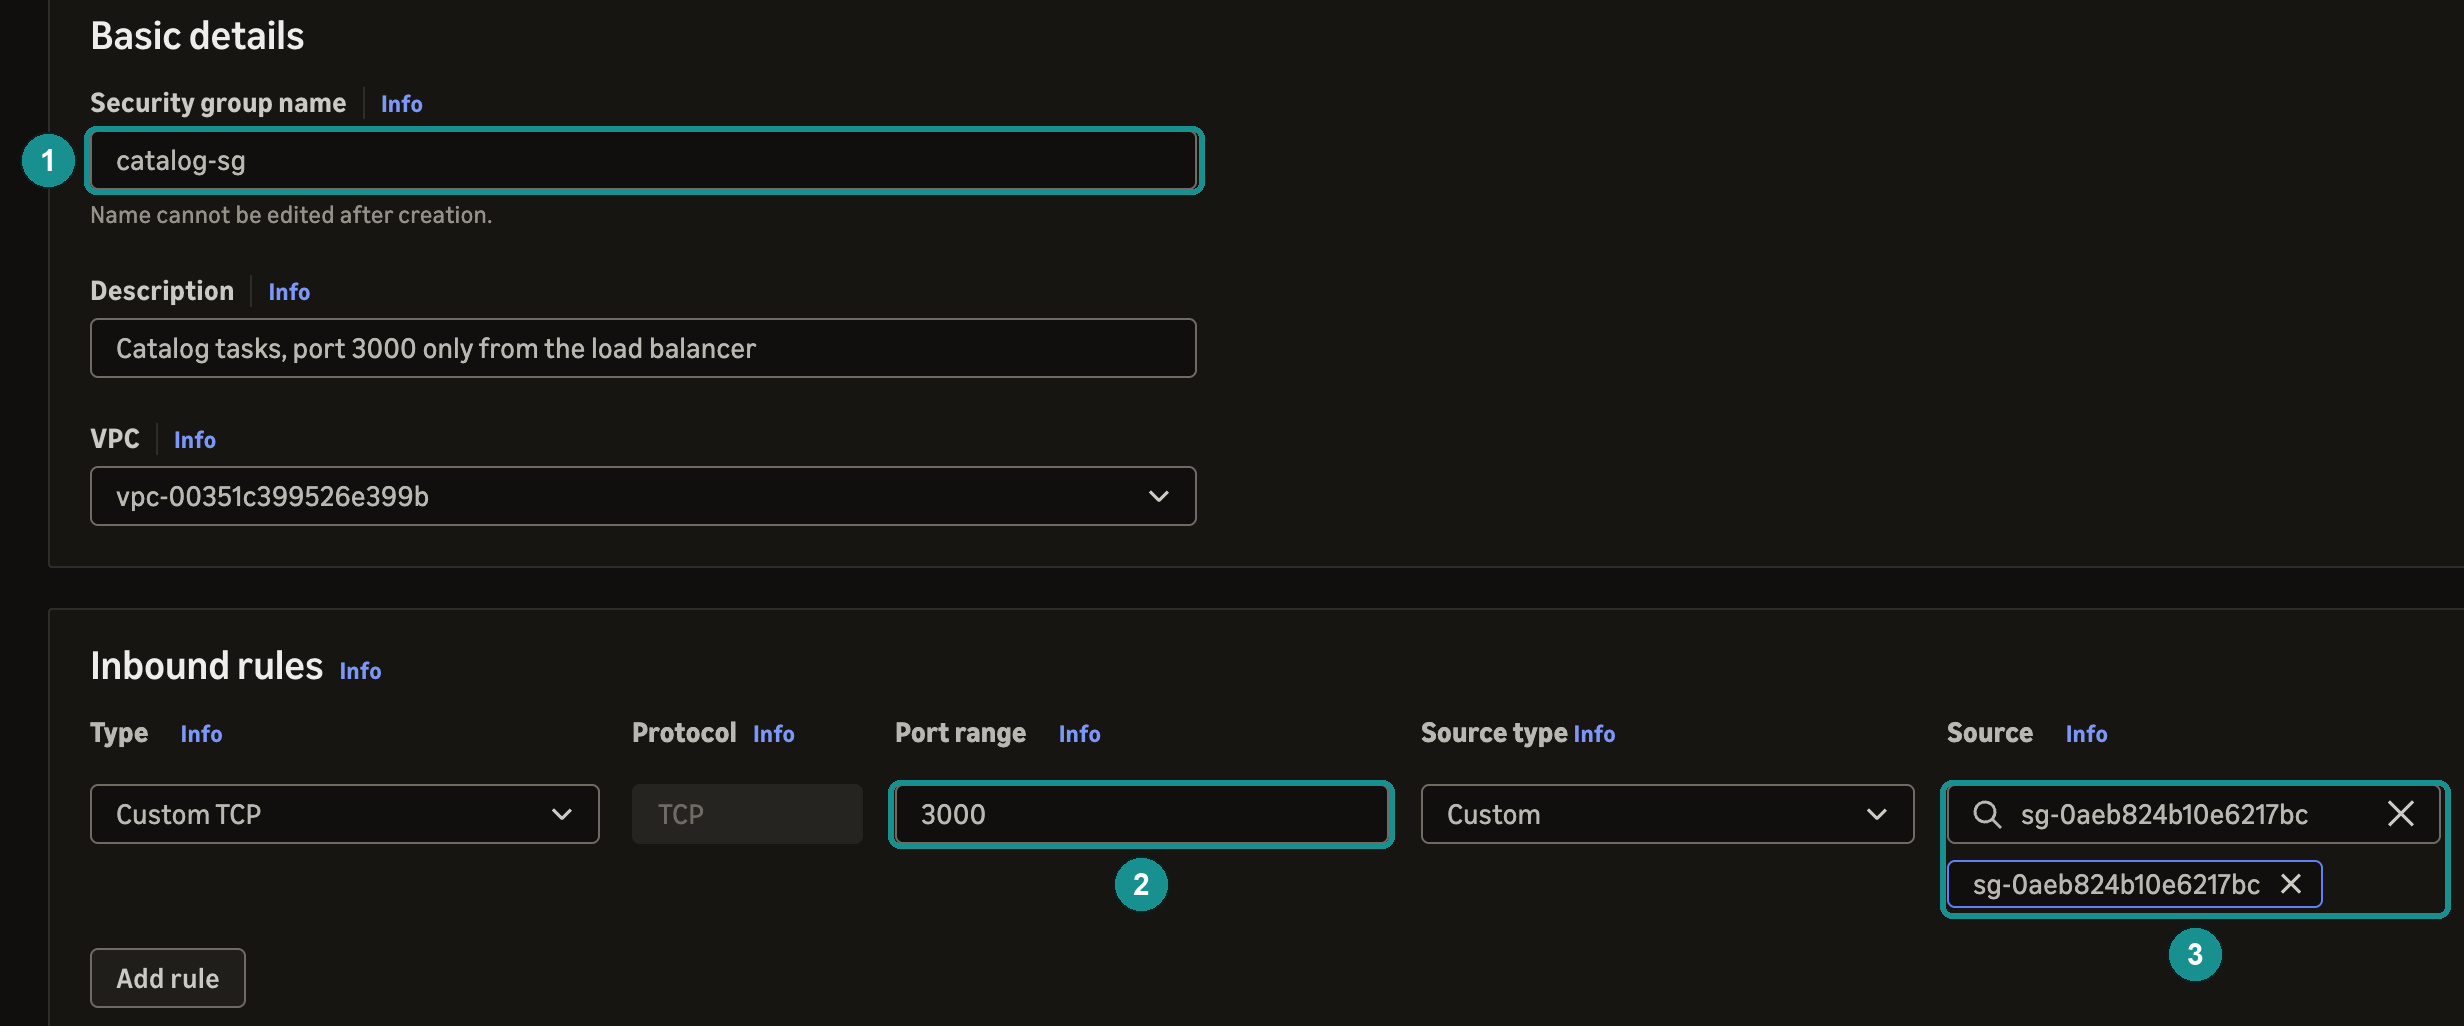 Basic details
Security group name Info
1 catalog-sg
Name cannot be edited after creation.
Description Info
Catalog tasks, port 3000 only from the load balancer
VPC Info
vpc-00351c399526e399b
Inbound rules Info
Type Info Protocol Info Port range Info Source type Info Source Info
Custom TCP TCP 3000 Custom sg-0aeb824b10e6217bc
2 sg-0aeb824b10e6217bc
3
Add rule